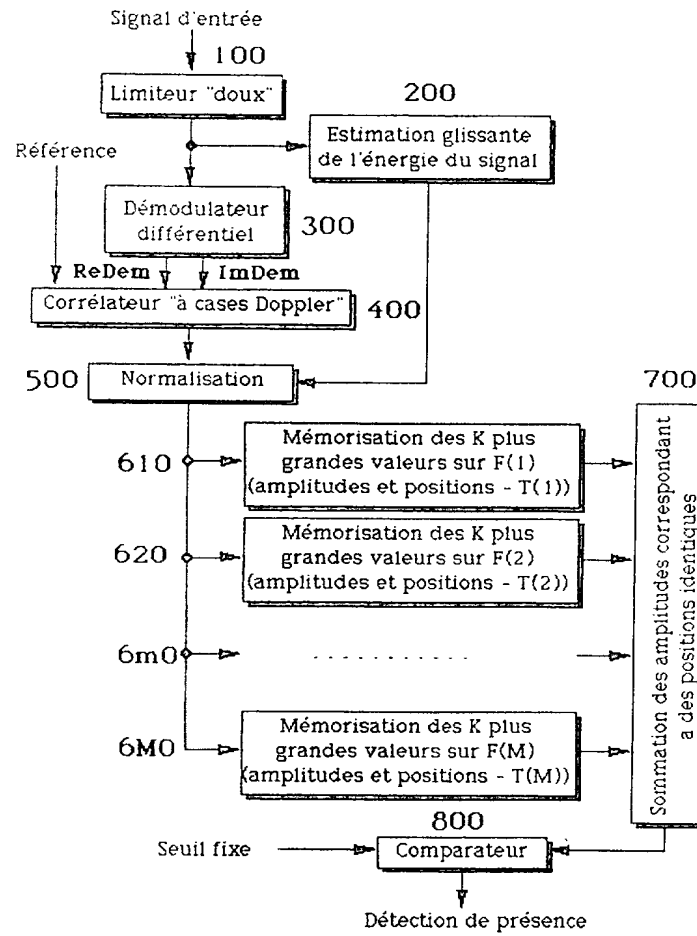 Signal d'entrée
100
Limiteur "doux"
200
Estimation glissante
de l'énergie du signal
Référence
Démodulateur
différentiel
300
ReDem
ImDem
Corrélateur "à cases Doppler"
400
500
Normalisation
700
610
Mémorisation des K plus
grandes valeurs sur F(1)
(amplitudes et positions - T(1))
620
Mémorisation des K plus
grandes valeurs sur F(2)
(amplitudes et positions - T(2))
6m0
. . . . . . . . . .
6M0
Mémorisation des K plus
grandes valeurs sur F(M)
(amplitudes et positions - T(M))
Sommation des amplitudes correspondant
a des positions identiques
800
Seuil fixe
Comparateur
Détection de présence